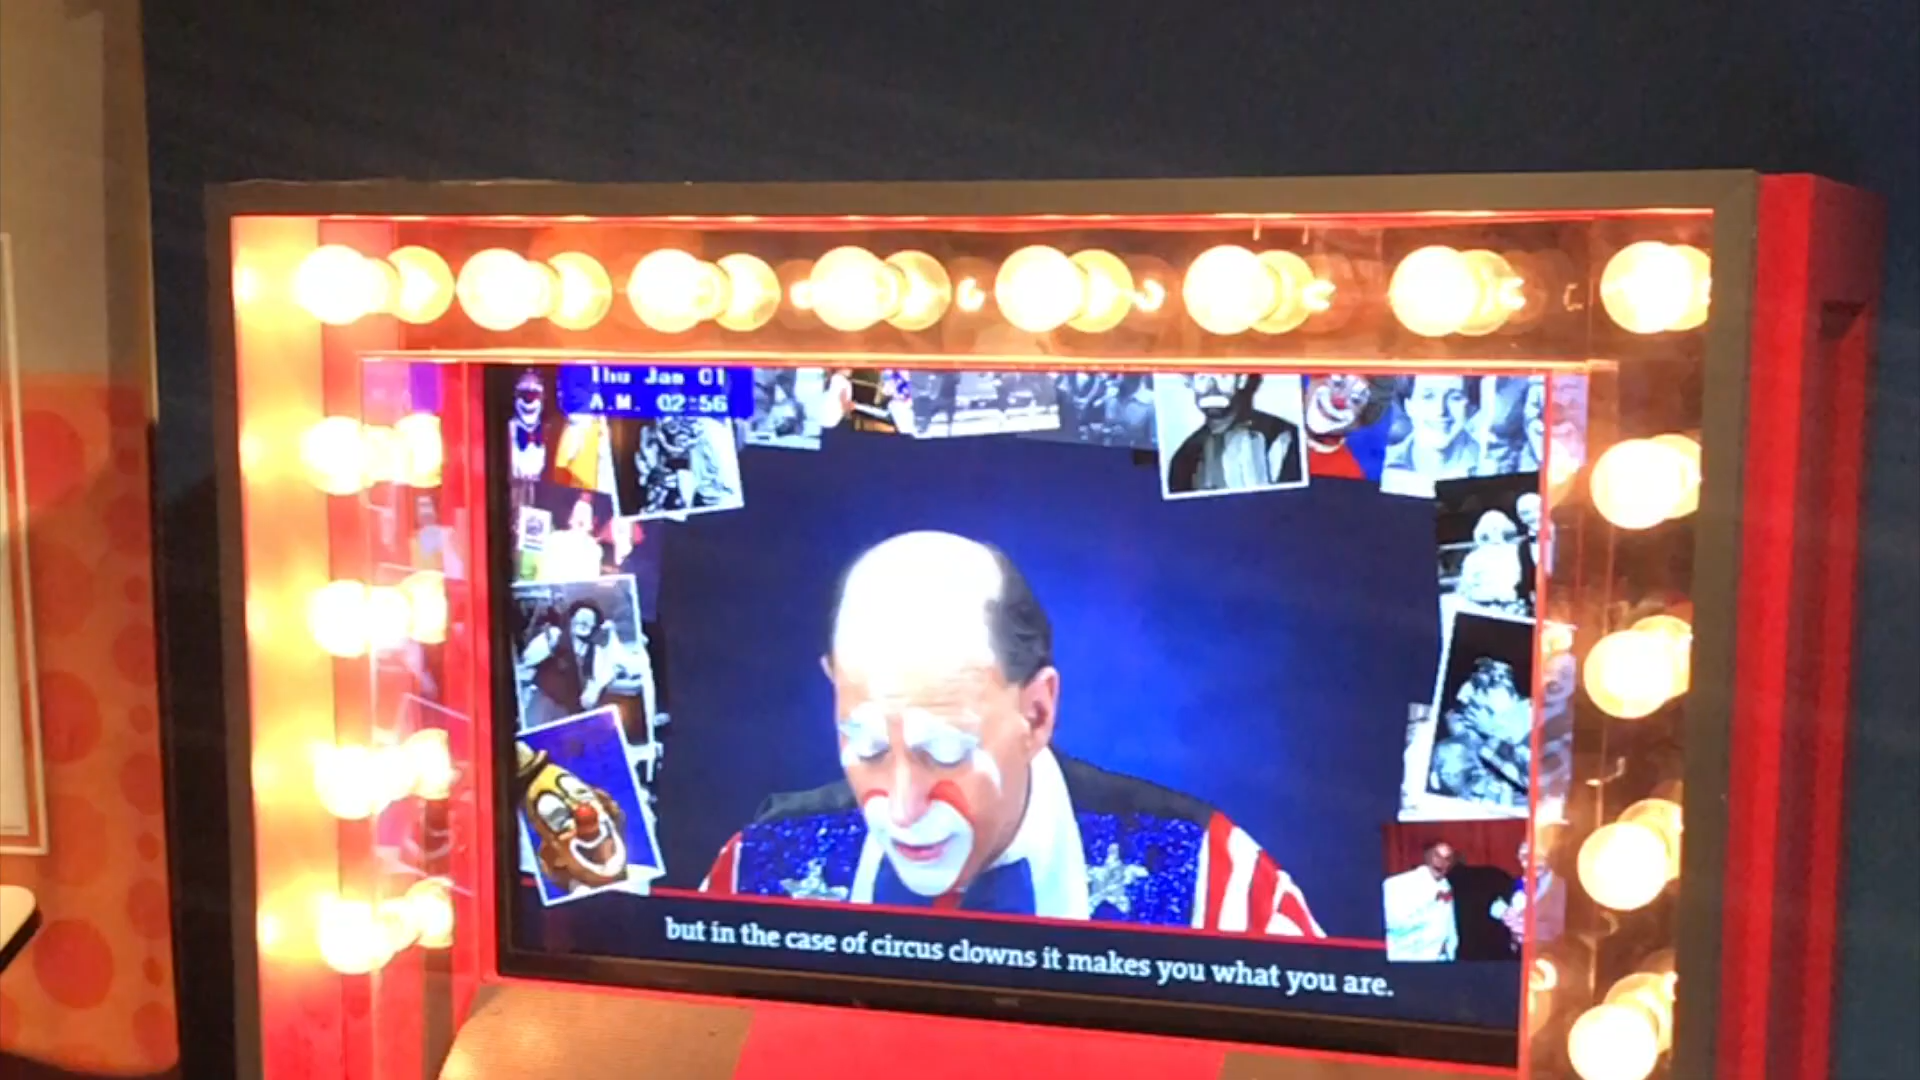 Thu Jan 01
A.M. 02:56
but in the case of circus clowns it makes you what you are.